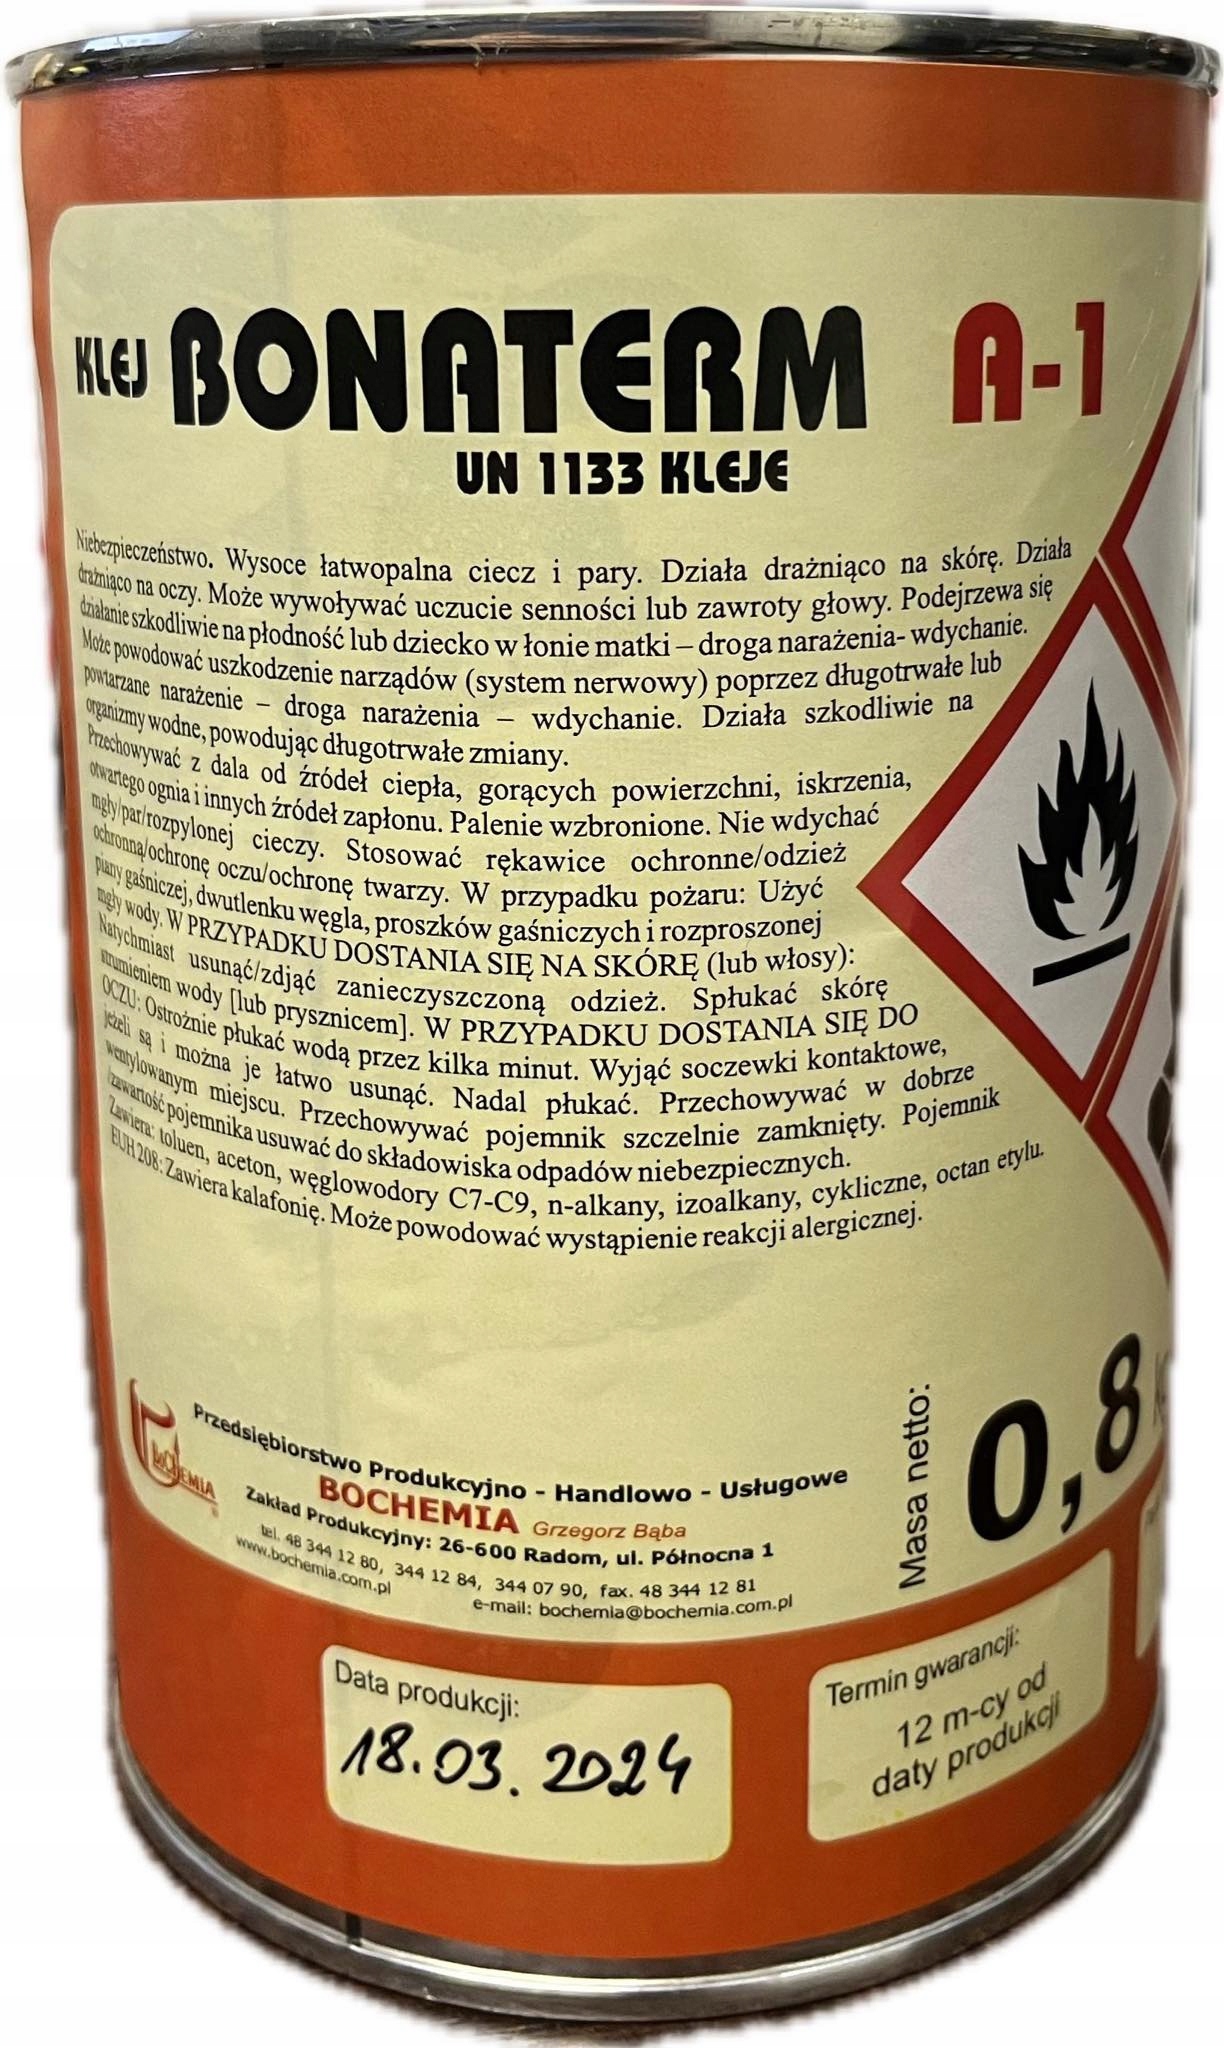 KLEJ BONATERM A-1
UN 1133 KLEJE
Niebezpieczeństwo. Wysoce łatwopalna ciecz i pary. Działa drażniąco na skórę. Działa
drażniąco na oczy. Może wywoływać uczucie senności lub zawroty głowy. Podejrzewa się
działanie szkodliwie na płodność lub dziecko w łonie matki – droga narażenia- wdychanie.
Może powodować uszkodzenie narządów (system nerwowy) poprzez długotrwałe lub
powtarzane narażenie – droga narażenia – wdychanie. Działa szkodliwie na
organizmy wodne, powodując długotrwałe zmiany.
Przechowywać z dala od źródeł ciepła, gorących powierzchni, iskrzenia,
otwartego ognia i innych źródeł zapłonu. Palenie wzbronione. Nie wdychać
mgły/par/rozpylonej cieczy. Stosować rękawice ochronne/odzież
ochronną/ochronę oczu/ochronę twarzy. W przypadku pożaru: Użyć
piany gaśniczej, dwutlenku węgla, proszków gaśniczych i rozproszonej
mgły wody. W PRZYPADKU DOSTANIA SIĘ NA SKÓRĘ (lub włosy):
Natychmiast usunąć/zdjąć zanieczyszczoną odzież. Spłukać skórę
strumieniem wody [lub prysznicem]. W PRZYPADKU DOSTANIA SIĘ DO
OCZU: Ostrożnie płukać wodą przez kilka minut. Wyjąć soczewki kontaktowe,
jeżeli są i można je łatwo usunąć. Nadal płukać. Przechowywać w dobrze
wentylowanym miejscu. Przechowywać pojemnik szczelnie zamknięty. Pojemnik
/zawartość pojemnika usuwać do składowiska odpadów niebezpiecznych.
Zawiera: toluen, aceton, węglowodory C7-C9, n-alkany, izoalkany, cykliczne, octan etylu.
EUH 208: Zawiera kalafonię. Może powodować wystąpienie reakcji alergicznej.
BOCHEMIA
Przedsiębiorstwo Produkcyjno - Handlowo - Usługowe
BOCHEMIA Grzegorz Bąba
Zakład Produkcyjny: 26-600 Radom, ul. Północna 1
tel. 48 344 12 80, 344 12 84, 344 07 90, fax. 48 344 12 81
www.bochemia.com.pl e-mail: bochemia@bochemia.com.pl
Masa netto:
0,8 kg
Data produkcji:
18.03.2024
Termin gwarancji:
12 m-cy od
daty produkcji